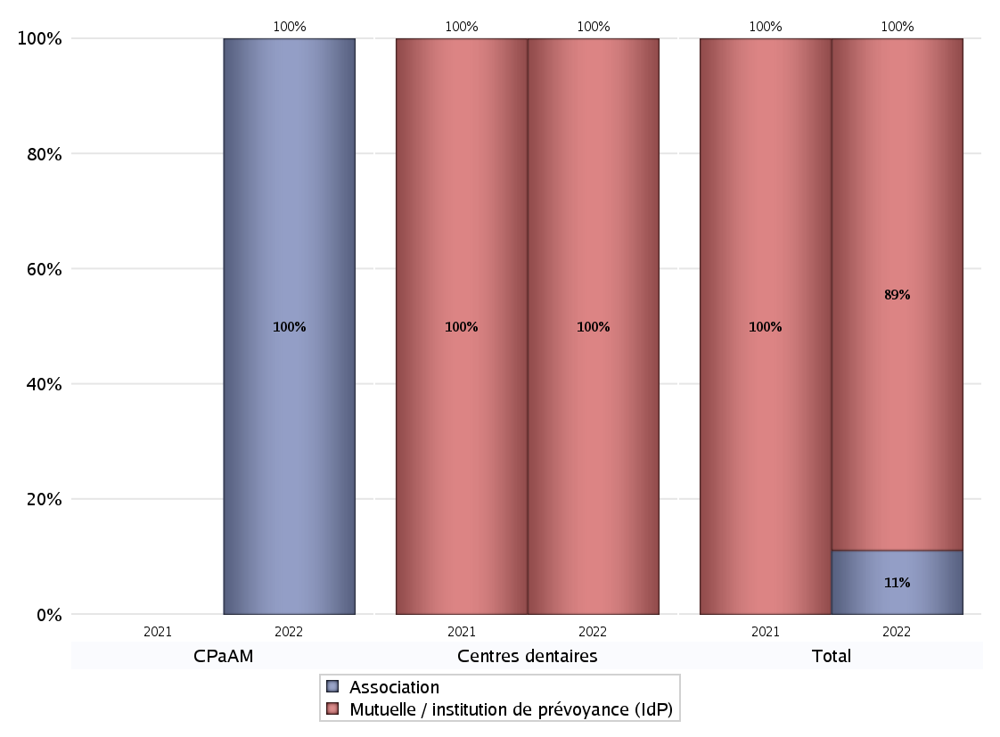 100% 100% 100% 100% 100%
100%
80%
60%
89%
100% 100% 100% 100%
40%
20%
11%
0%
2021 2022 2021 2022 2021 2022
CPaAM Centres dentaires Total
Association
Mutuelle / institution de prévoyance (IdP)